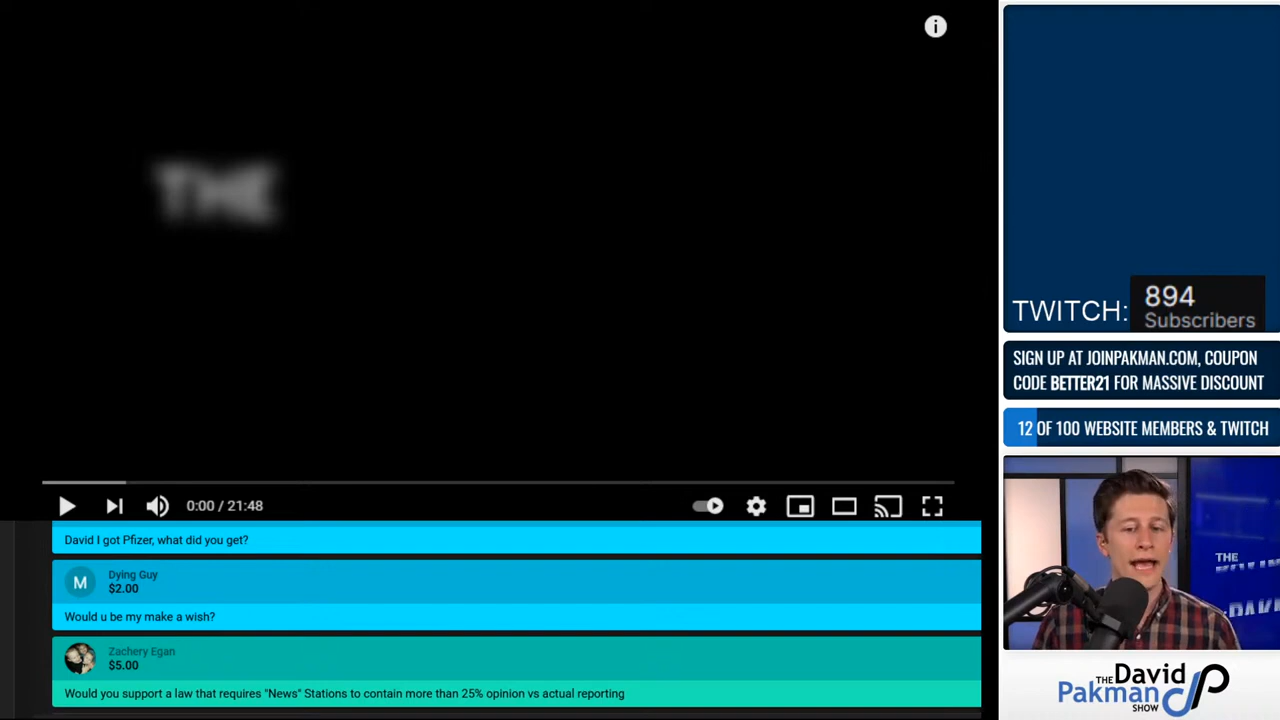 THE
i
0:00 / 21:48
David I got Pfizer, what did you get?
M
Dying Guy
$2.00
Would u be my make a wish?
Zachery Egan
$5.00
Would you support a law that requires "News" Stations to contain more than 25% opinion vs actual reporting
TWITCH:
894
Subscribers
SIGN UP AT JOINPAKMAN.COM, COUPON
CODE BETTER21 FOR MASSIVE DISCOUNT
12 OF 100 WEBSITE MEMBERS & TWITCH
THE
THE
David
Pakman
SHOW